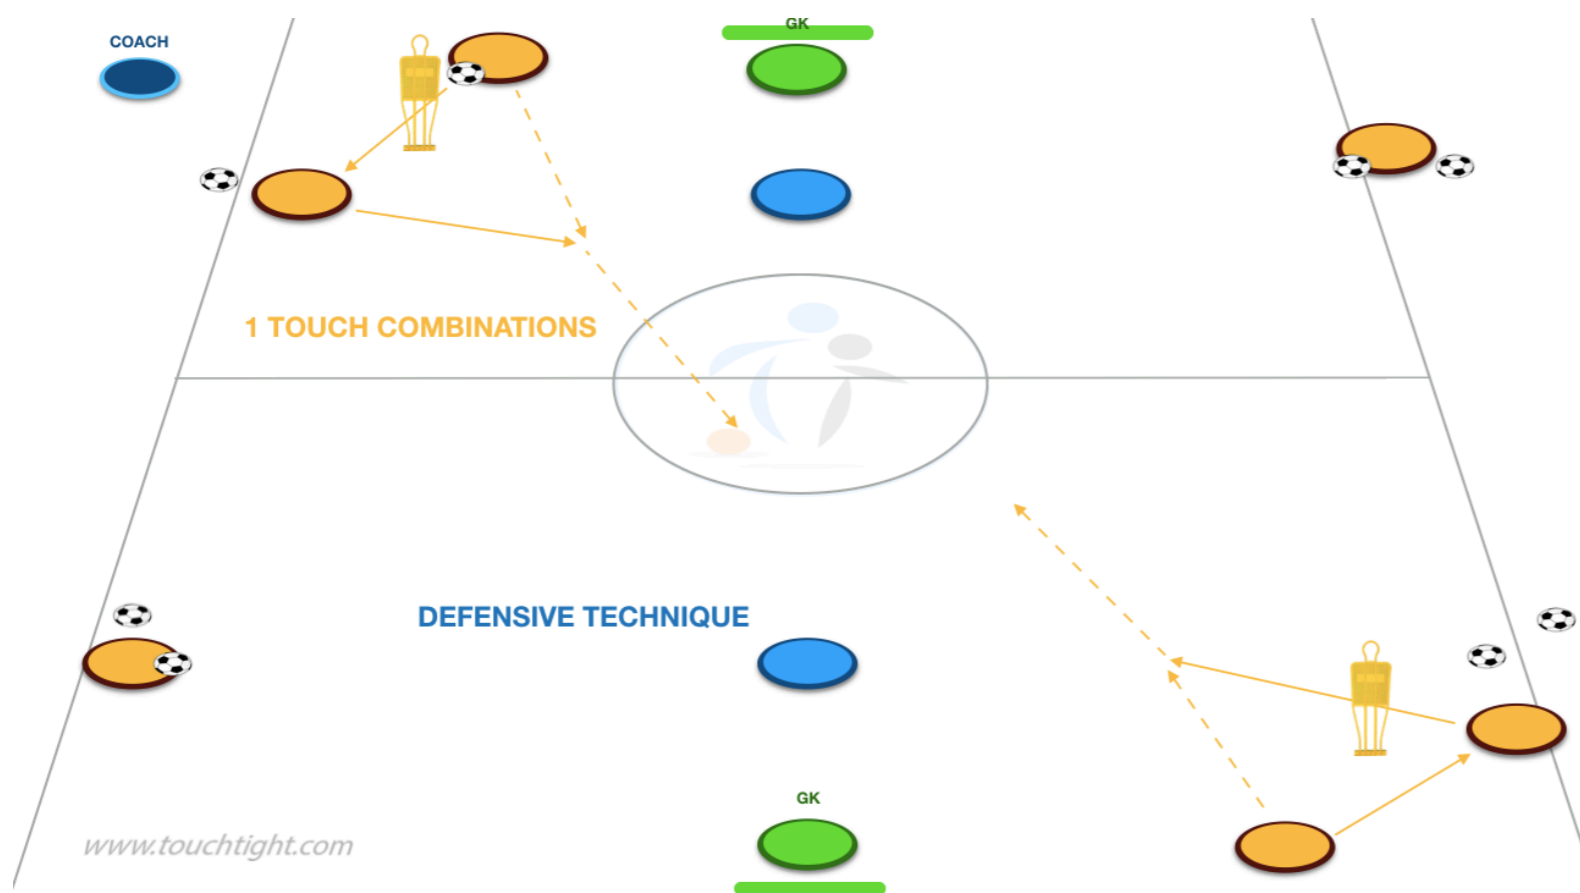 GK
COACH
1 TOUCH COMBINATIONS
DEFENSIVE TECHNIQUE
GK
www.touchtight.com